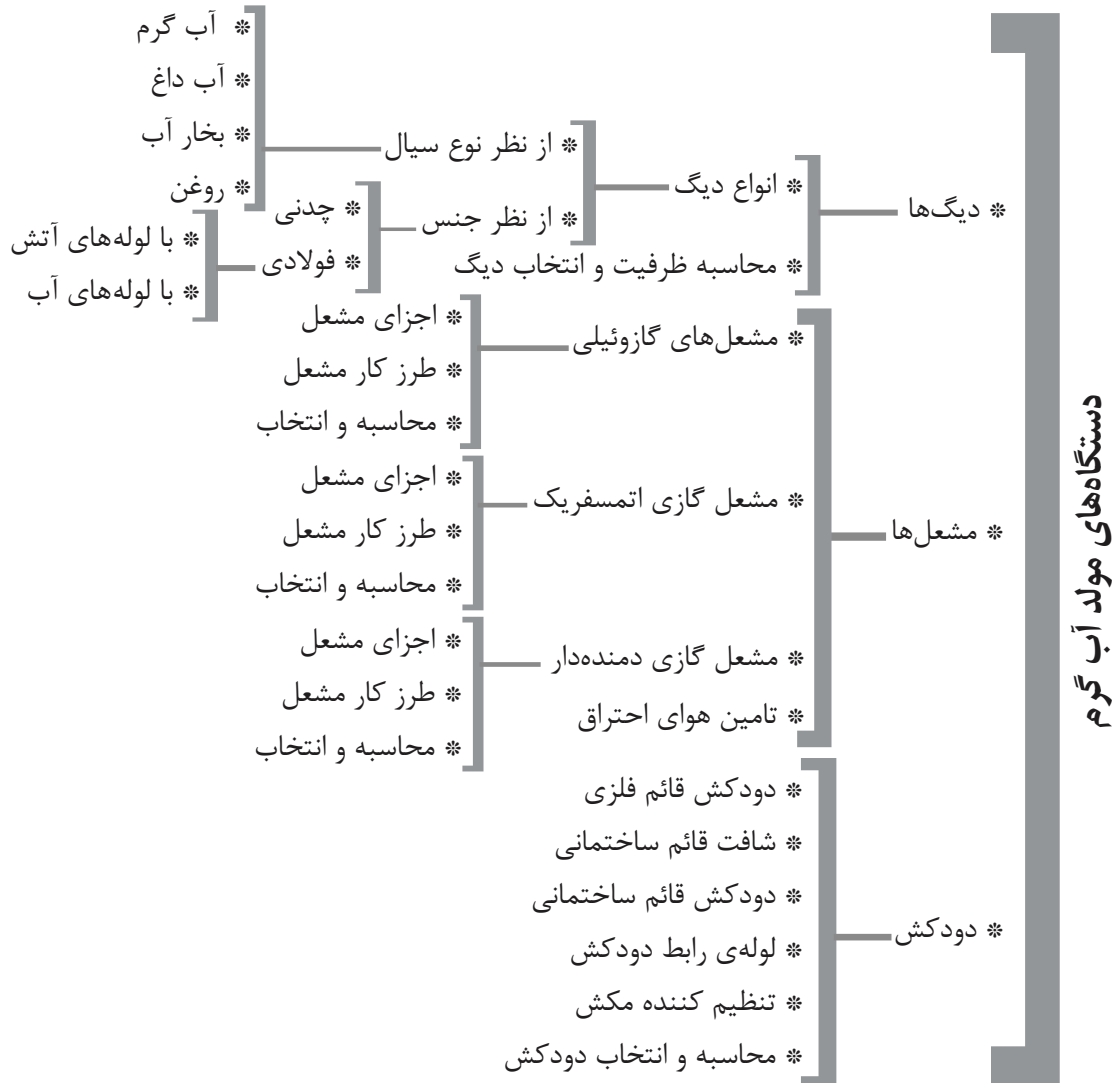 دستگاه‌های مولد آب گرم
❊ دیگ‌ها
❊ انواع دیگ
❊ از نظر نوع سیال
❊ آب گرم
❊ آب داغ
❊ بخار آب
❊ روغن
❊ از نظر جنس
❊ چدنی
❊ فولادی
❊ با لوله‌های آتش
❊ با لوله‌های آب
❊ محاسبه ظرفیت و انتخاب دیگ
❊ مشعل‌ها
❊ مشعل‌های گازوئیلی
❊ اجزای مشعل
❊ طرز کار مشعل
❊ محاسبه و انتخاب
❊ مشعل گازی اتمسفریک
❊ اجزای مشعل
❊ طرز کار مشعل
❊ محاسبه و انتخاب
❊ مشعل گازی دمنده‌دار
❊ اجزای مشعل
❊ طرز کار مشعل
❊ محاسبه و انتخاب
❊ تامین هوای احتراق
❊ دودکش
❊ دودکش قائم فلزی
❊ شافت قائم ساختمانی
❊ دودکش قائم ساختمانی
❊ لوله‌ی رابط دودکش
❊ تنظیم کننده مکش
❊ محاسبه و انتخاب دودکش